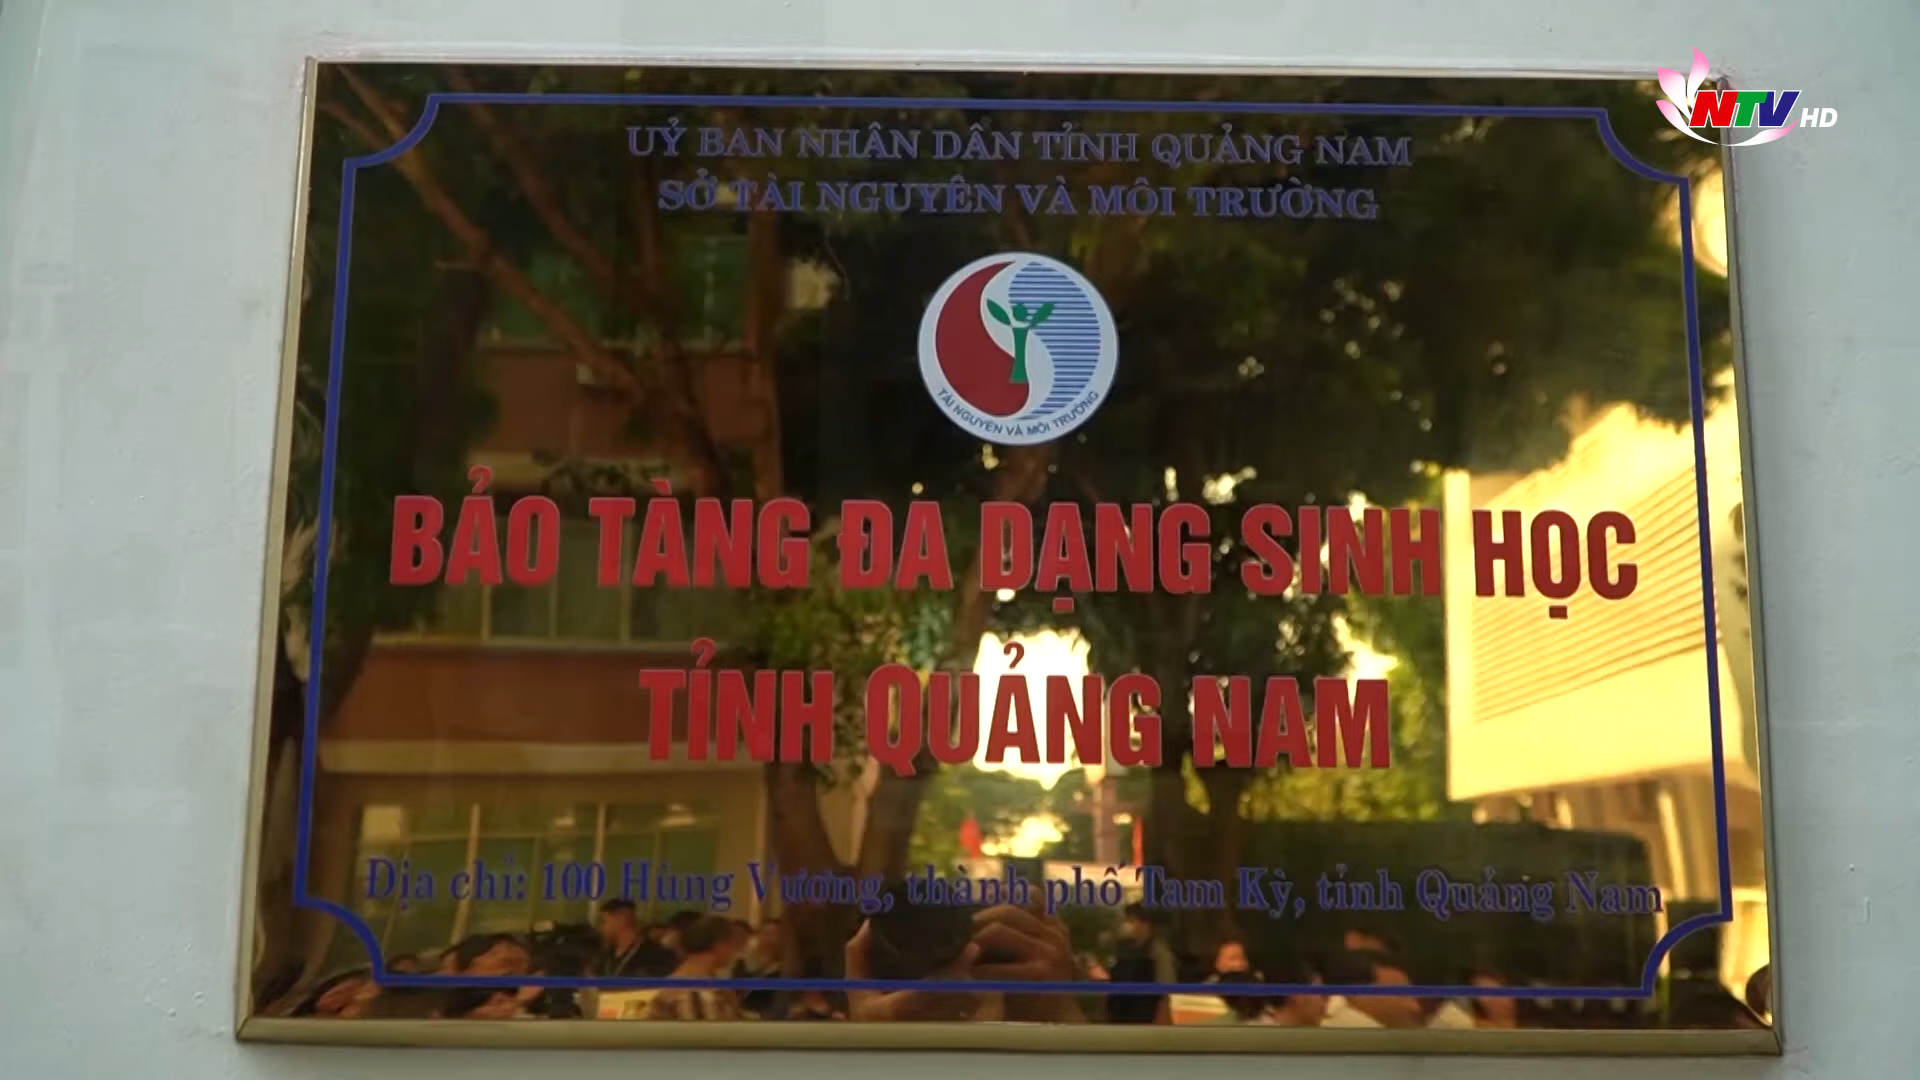 NTV HD
UỶ BAN NHÂN DÂN TỈNH QUẢNG NAM
SỞ TÀI NGUYÊN VÀ MÔI TRƯỜNG
TÀI NGUYÊN VÀ MÔI TRƯỜNG
BẢO TÀNG ĐA DẠNG SINH HỌC
TỈNH QUẢNG NAM
Địa chỉ: 100 Hùng Vương, thành phố Tam Kỳ, tỉnh Quảng Nam